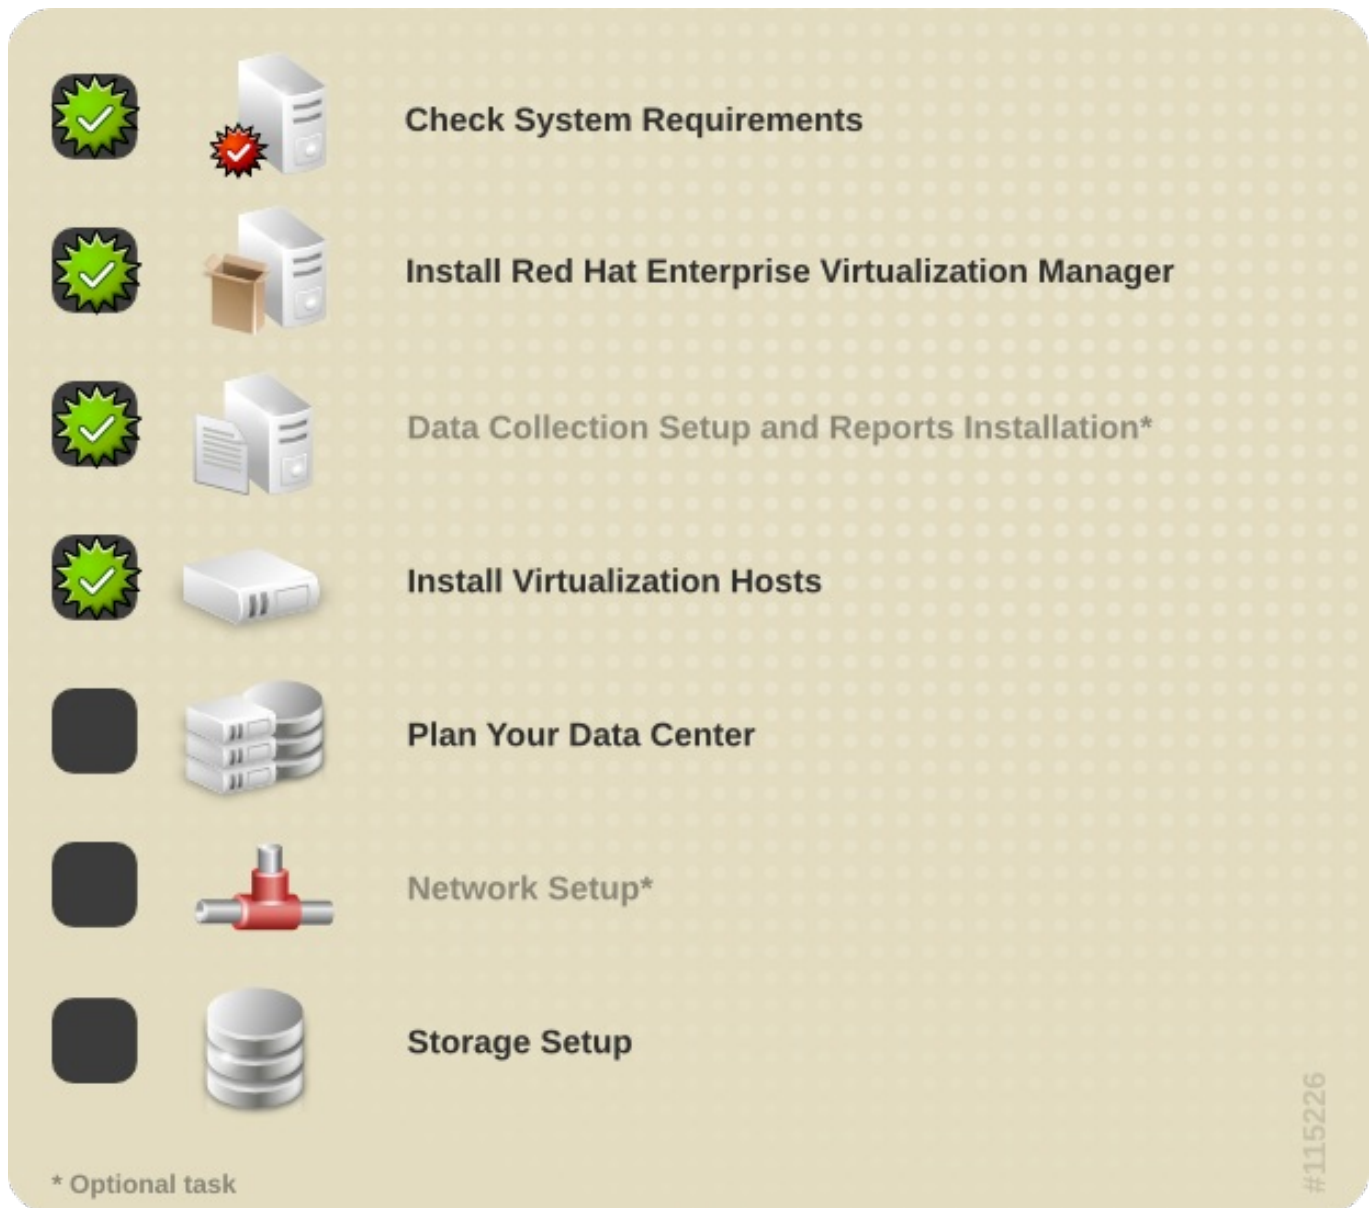 Check System Requirements
Install Red Hat Enterprise Virtualization Manager
Data Collection Setup and Reports Installation*
Install Virtualization Hosts
Plan Your Data Center
Network Setup*
Storage Setup
* Optional task
#115226